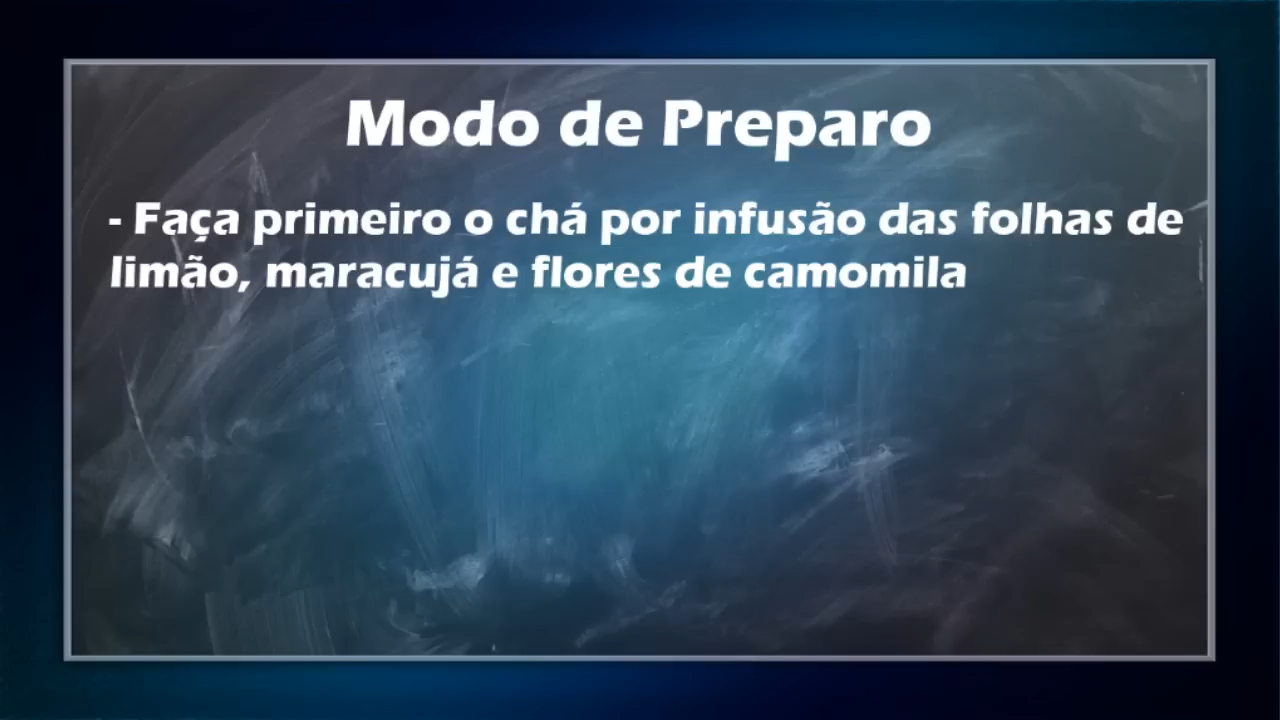 Modo de Preparo
- Faça primeiro o chá por infusão das folhas de
limão, maracujá e flores de camomila